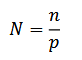 N = n/p